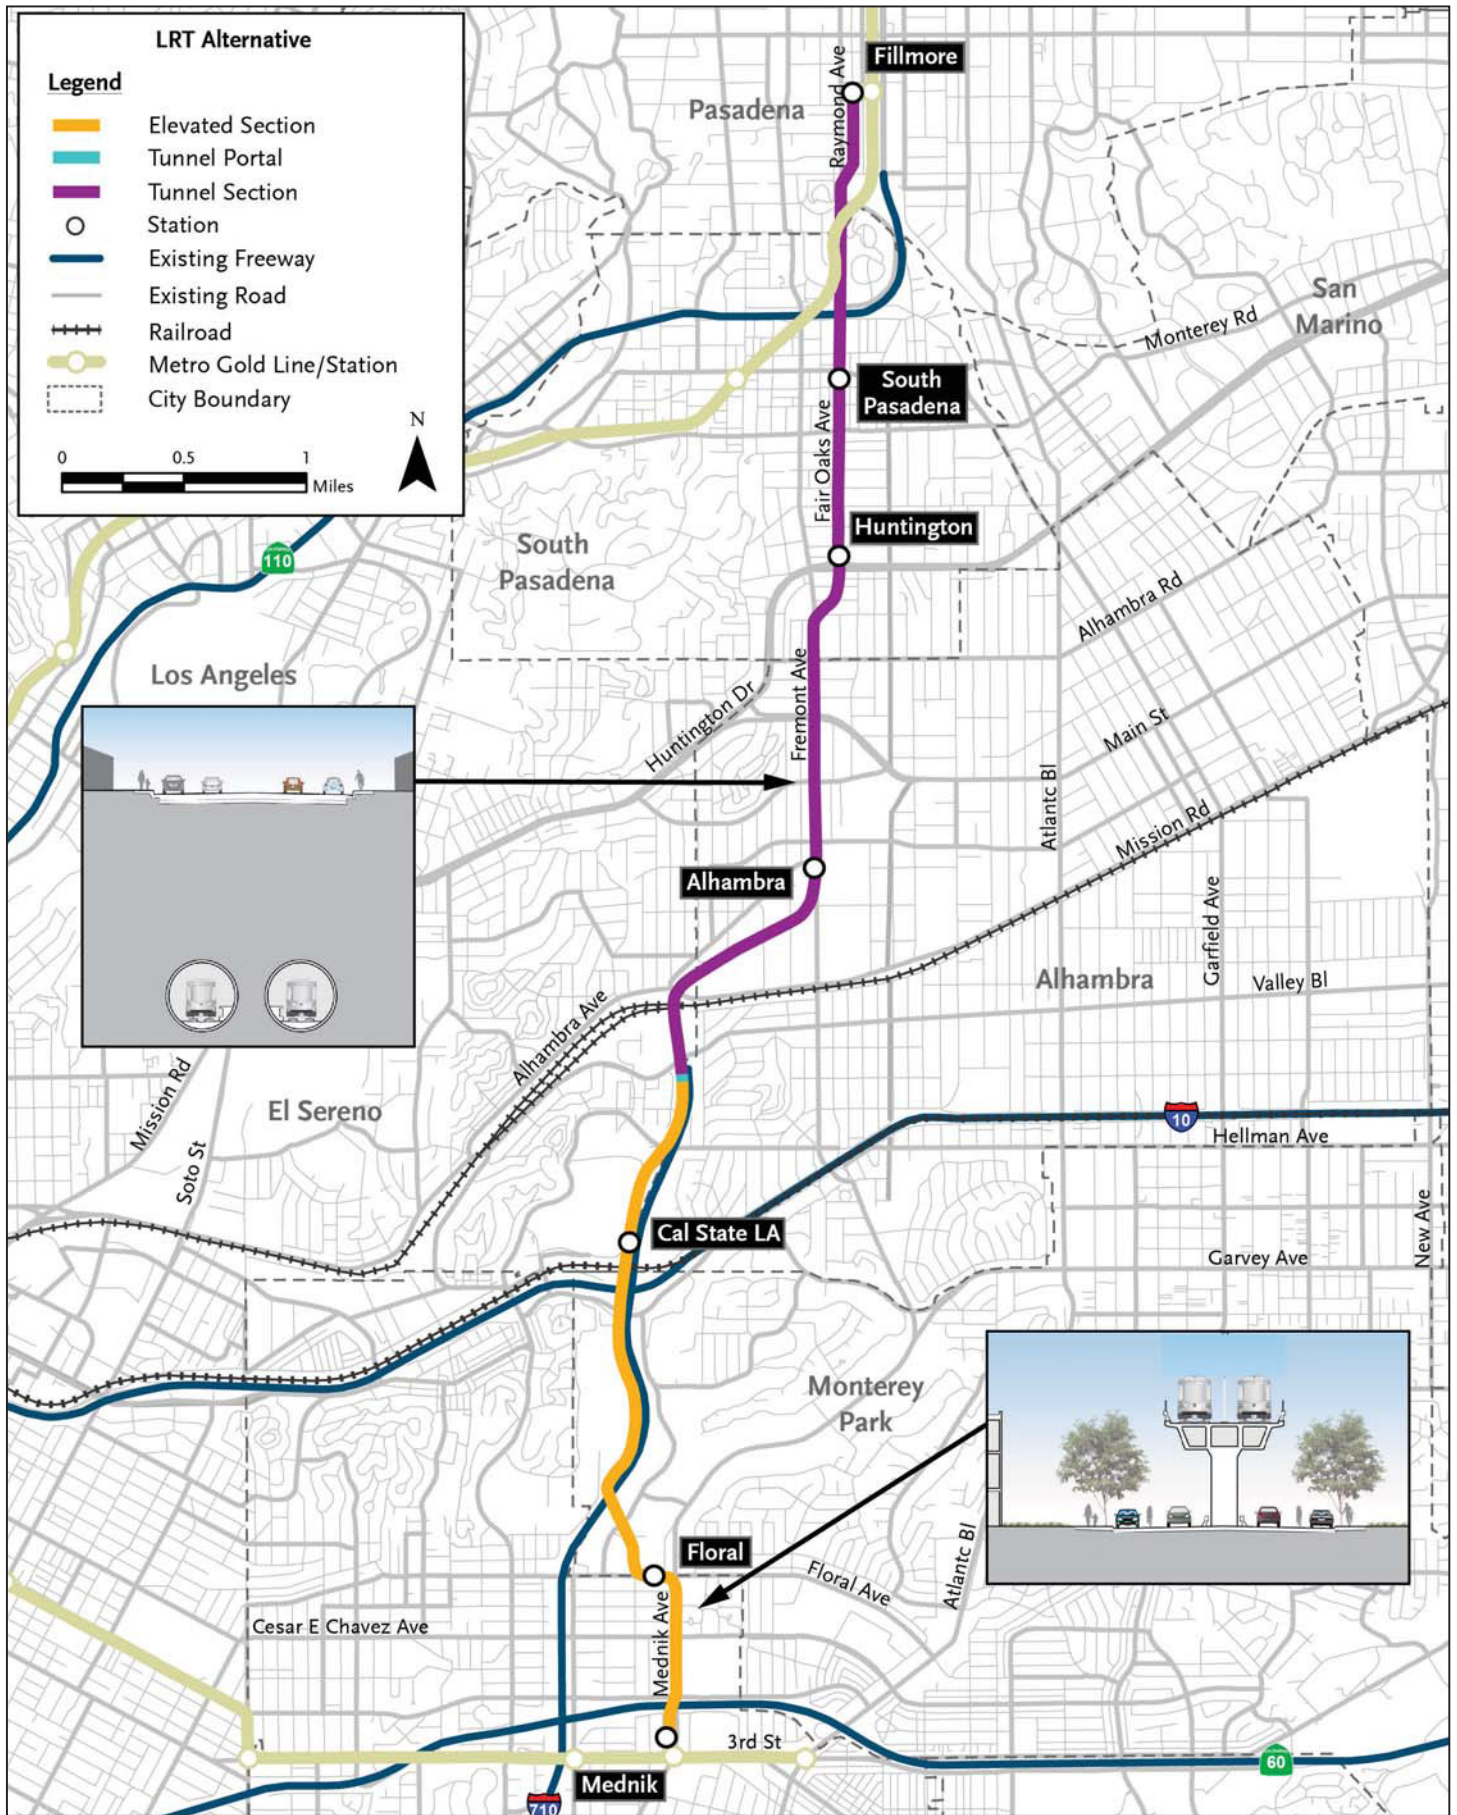 LRT Alternative
Legend
Elevated Section
Tunnel Portal
Tunnel Section
Station
Existing Freeway
Existing Road
Railroad
Metro Gold Line/Station
City Boundary
N
0 0.5 1
Miles
Fillmore
Raymond Ave
Pasadena
San
Marino
Monterey Rd
South
Pasadena
Fair Oaks Ave
Huntington
South
Pasadena
110
Alhambra Rd
Los Angeles
Fremont Ave
Huntington Dr
Main St
Atlantc Bl
Mission Rd
Alhambra
Garfield Ave
Alhambra
Valley Bl
Alhambra Ave
Mission Rd
El Sereno
10
Hellman Ave
Soto St
New Ave
Cal State LA
Garvey Ave
Monterey
Park
Floral
Floral Ave
Atlantc Bl
Mednik Ave
Cesar E Chavez Ave
3rd St
60
Mednik
710